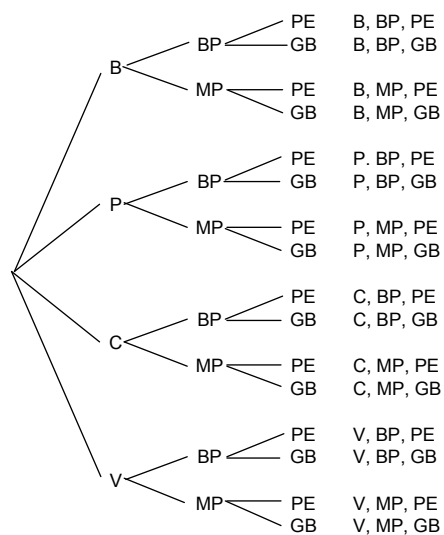 PE B, BP, PE
BP GB B, BP, GB
B
MP PE B, MP, PE
GB B, MP, GB
PE P. BP, PE
BP GB P, BP, GB
P
MP PE P, MP, PE
GB P, MP, GB
PE C, BP, PE
BP GB C, BP, GB
C
MP PE C, MP, PE
GB C, MP, GB
PE V, BP, PE
BP GB V, BP, GB
V
MP PE V, MP, PE
GB V, MP, GB